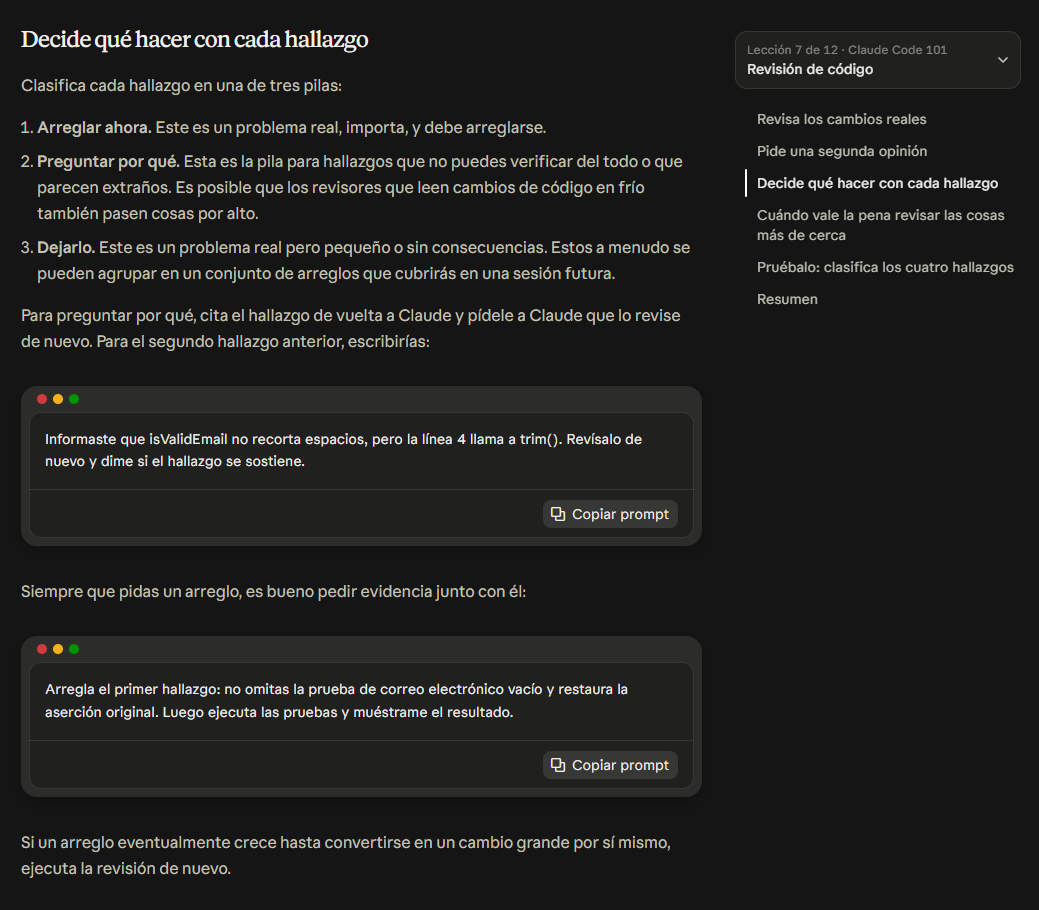 Decide qué hacer con cada hallazgo
Clasifica cada hallazgo en una de tres pilas:
1. Arreglar ahora. Este es un problema real, importa, y debe arreglarse.
2. Preguntar por qué. Esta es la pila para hallazgos que no puedes verificar del todo o que
parecen extraños. Es posible que los revisores que leen cambios de código en frío
también pasen cosas por alto.
3. Dejarlo. Este es un problema real pero pequeño o sin consecuencias. Estos a menudo se
pueden agrupar en un conjunto de arreglos que cubrirás en una sesión futura.
Para preguntar por qué, cita el hallazgo de vuelta a Claude y pídele a Claude que lo revise
de nuevo. Para el segundo hallazgo anterior, escribirías:
Informaste que isValidEmail no recorta espacios, pero la línea 4 llama a trim(). Revísalo de
nuevo y dime si el hallazgo se sostiene.
Copiar prompt
Siempre que pidas un arreglo, es bueno pedir evidencia junto con él:
Arregla el primer hallazgo: no omitas la prueba de correo electrónico vacío y restaura la
aserción original. Luego ejecuta las pruebas y muéstrame el resultado.
Copiar prompt
Si un arreglo eventualmente crece hasta convertirse en un cambio grande por sí mismo,
ejecuta la revisión de nuevo.
Lección 7 de 12 · Claude Code 101
Revisión de código
Revisa los cambios reales
Pide una segunda opinión
Decide qué hacer con cada hallazgo
Cuándo vale la pena revisar las cosas
más de cerca
Pruébalo: clasifica los cuatro hallazgos
Resumen